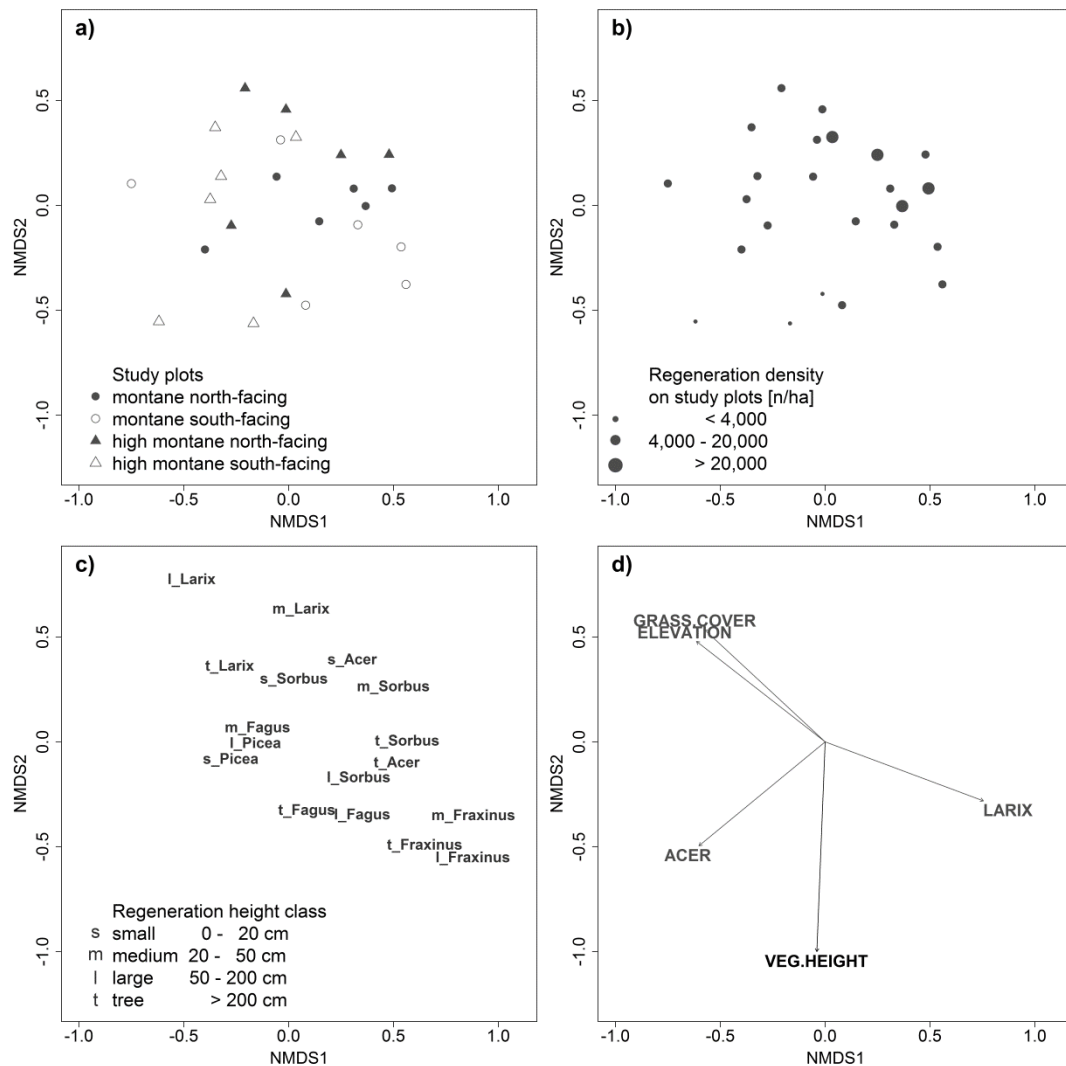 a)
NMDS2
0.5
0.0
-0.5
-1.0
Study plots
montane north-facing
montane south-facing
high montane north-facing
high montane south-facing
-1.0 -0.5 0.0 0.5 1.0
NMDS1
b)
NMDS2
0.5
0.0
-0.5
-1.0
Regeneration density
on study plots [n/ha]
< 4,000
4,000 - 20,000
> 20,000
-1.0 -0.5 0.0 0.5 1.0
NMDS1
c)
NMDS2
0.5
0.0
-0.5
-1.0
l_Larix
m_Larix
s_Acer
t_Larix
s_Sorbus
m_Sorbus
m_Fagus
l_Picea
t_Sorbus
s_Picea
t_Acer
l_Sorbus
t_Fagus
l_Fagus
m_Fraxinus
t_Fraxinus
l_Fraxinus
Regeneration height class
s small 0 - 20 cm
m medium 20 - 50 cm
l large 50 - 200 cm
t tree > 200 cm
-1.0 -0.5 0.0 0.5 1.0
NMDS1
d)
NMDS2
0.5
0.0
-0.5
-1.0
GRASS.COVER
ELEVATION
LARIX
ACER
VEG.HEIGHT
-1.0 -0.5 0.0 0.5 1.0
NMDS1